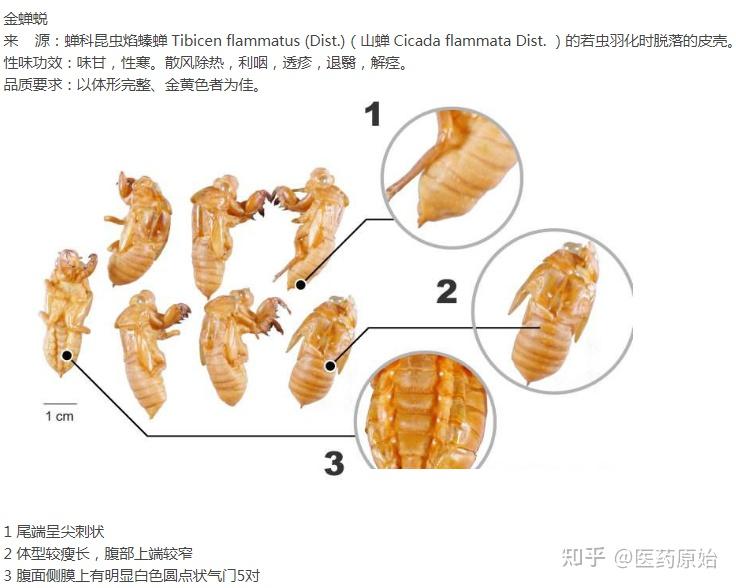 金蝉蜕
来　源：蝉科昆虫焰螓蝉 Tibicen flammatus (Dist.) ( 山蝉 Cicada flammata Dist. ) 的若虫羽化时脱落的皮壳。
性味功效：味甘，性寒。散风除热，利咽，透疹，退翳，解痉。
品质要求：以体形完整、金黄色者为佳。
1
2
1 cm
3
1 尾端呈尖刺状
2 体型较瘦长，腹部上端较窄
3 腹面侧膜上有明显白色圆点状气门5对
知乎 @医药原始